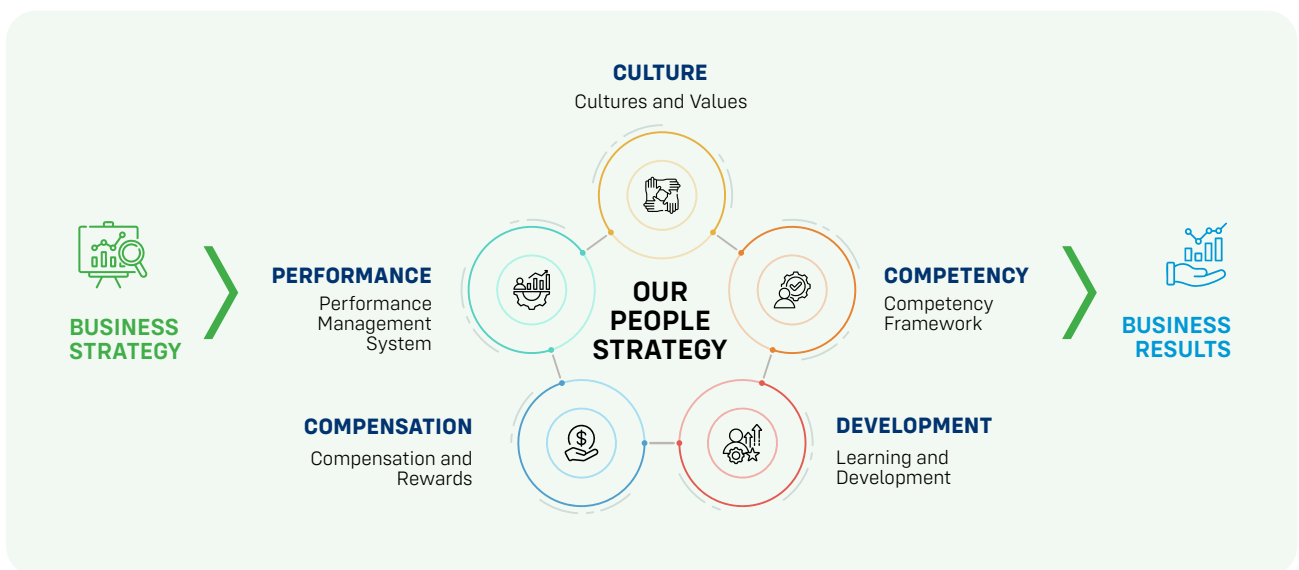 CULTURE
Cultures and Values
BUSINESS
STRATEGY
PERFORMANCE
Performance
Management
System
OUR
PEOPLE
STRATEGY
COMPETENCY
Competency
Framework
BUSINESS
RESULTS
COMPENSATION
Compensation and
Rewards
$
DEVELOPMENT
Learning and
Development